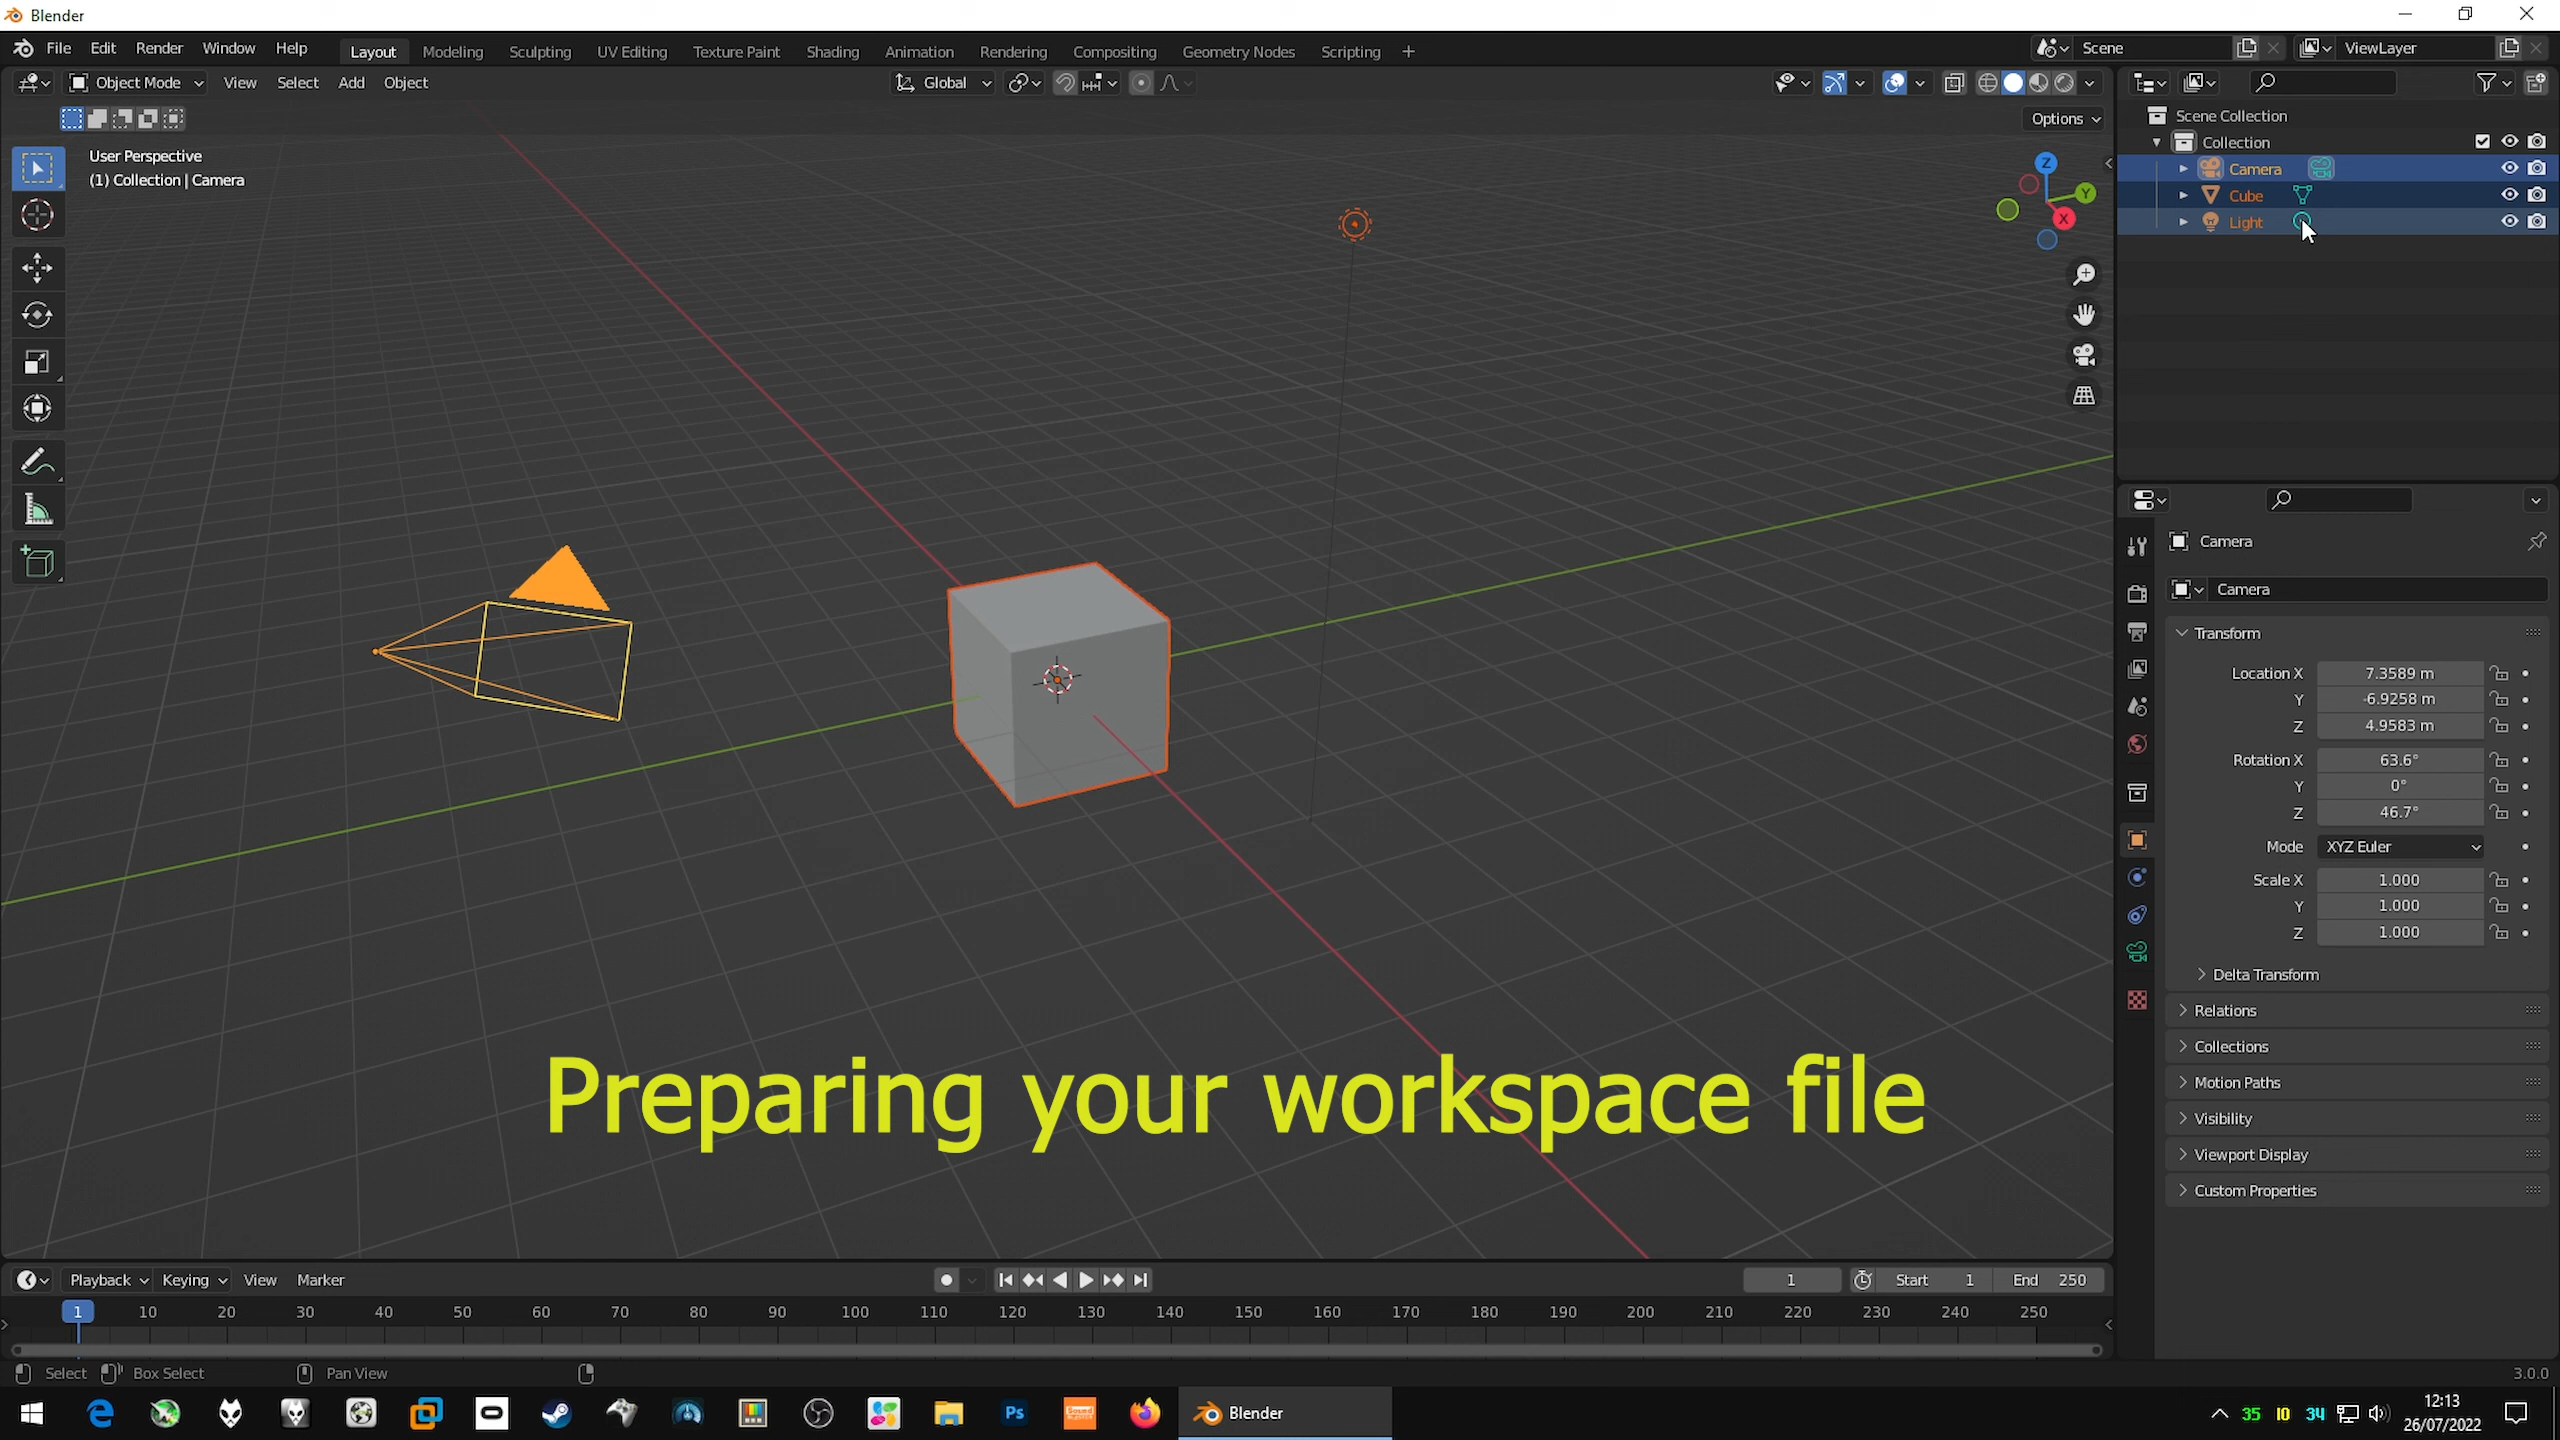 Blender
File Edit Render Window Help
Layout Modeling Sculpting UV Editing Texture Paint Shading Animation Rendering Compositing Geometry Nodes Scripting +
Scene
ViewLayer
Object Mode View Select Add Object
Global
Options
User Perspective
(1) Collection | Camera
Z
Y
X
Scene Collection
Collection
Camera
Cube
Light
Camera
Camera
Transform
Location X 7.3589 m
Y -6.9258 m
Z 4.9583 m
Rotation X 63.6°
Y 0°
Z 46.7°
Mode XYZ Euler
Scale X 1.000
Y 1.000
Z 1.000
Delta Transform
Relations
Collections
Motion Paths
Visibility
Viewport Display
Custom Properties
Preparing your workspace file
Playback Keying View Marker
1 Start 1 End 250
1 10 20 30 40 50 60 70 80 90 100 110 120 130 140 150 160 170 180 190 200 210 220 230 240 250
Select Box Select Pan View
3.0.0
Ps
Blender
35 10 34
12:13
26/07/2022